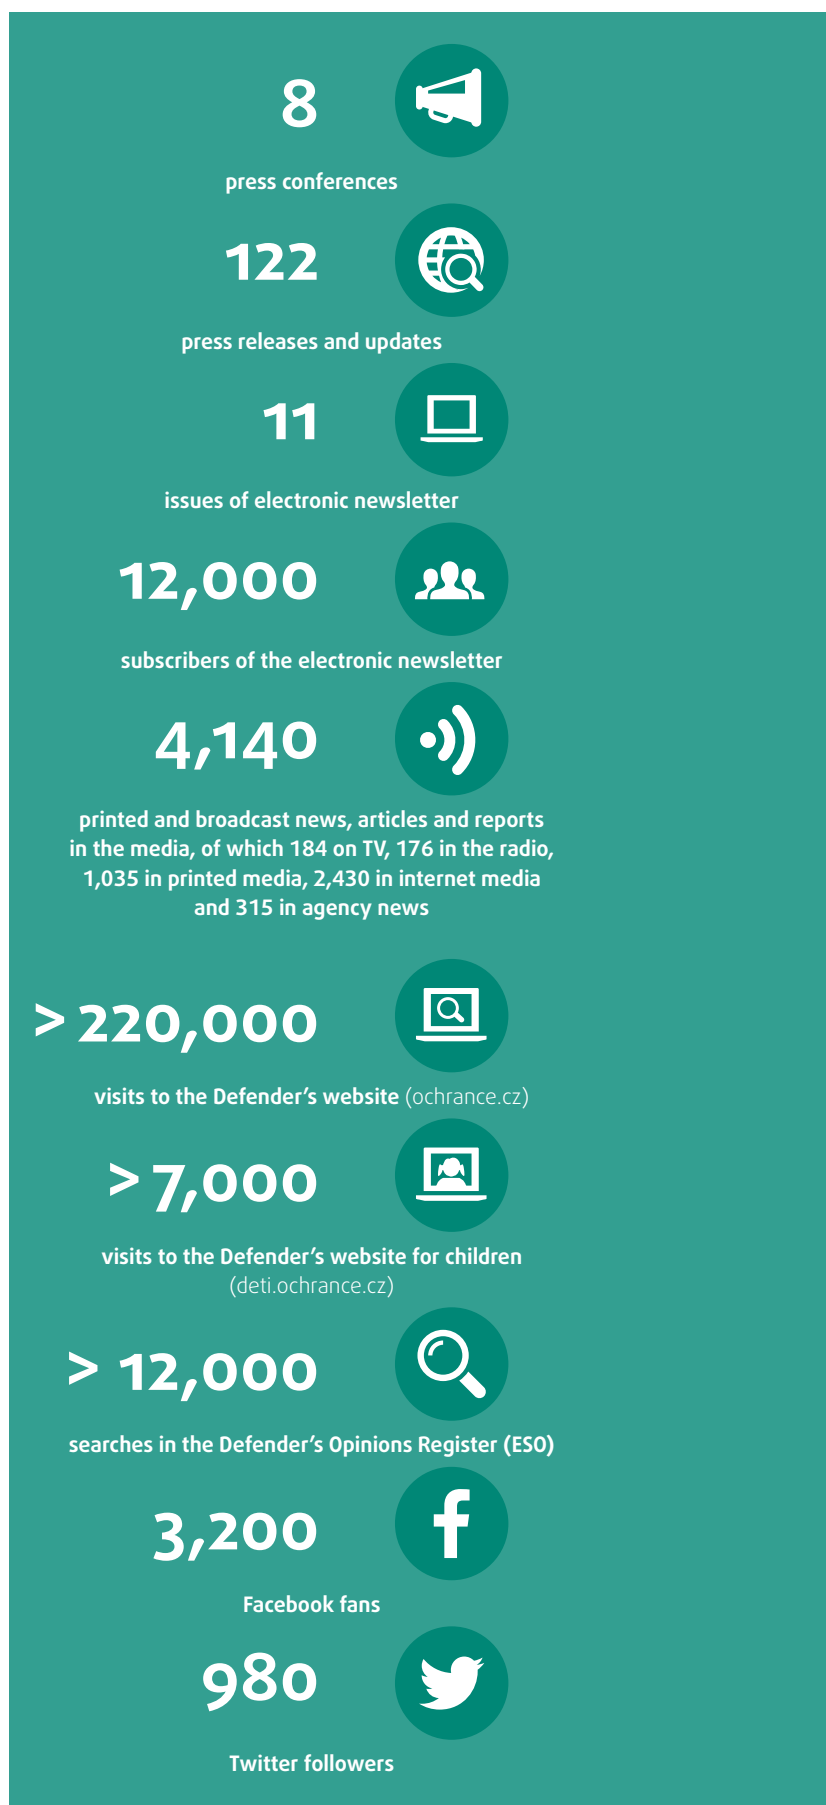 8
press conferences
122
press releases and updates
11
issues of electronic newsletter
12,000
subscribers of the electronic newsletter
4,140
printed and broadcast news, articles and reports
in the media, of which 184 on TV, 176 in the radio,
1,035 in printed media, 2,430 in internet media
and 315 in agency news
> 220,000
visits to the Defender’s website (ochrance.cz)
> 7,000
visits to the Defender’s website for children
(deti.ochrance.cz)
> 12,000
searches in the Defender’s Opinions Register (ESO)
3,200
Facebook fans
980
Twitter followers